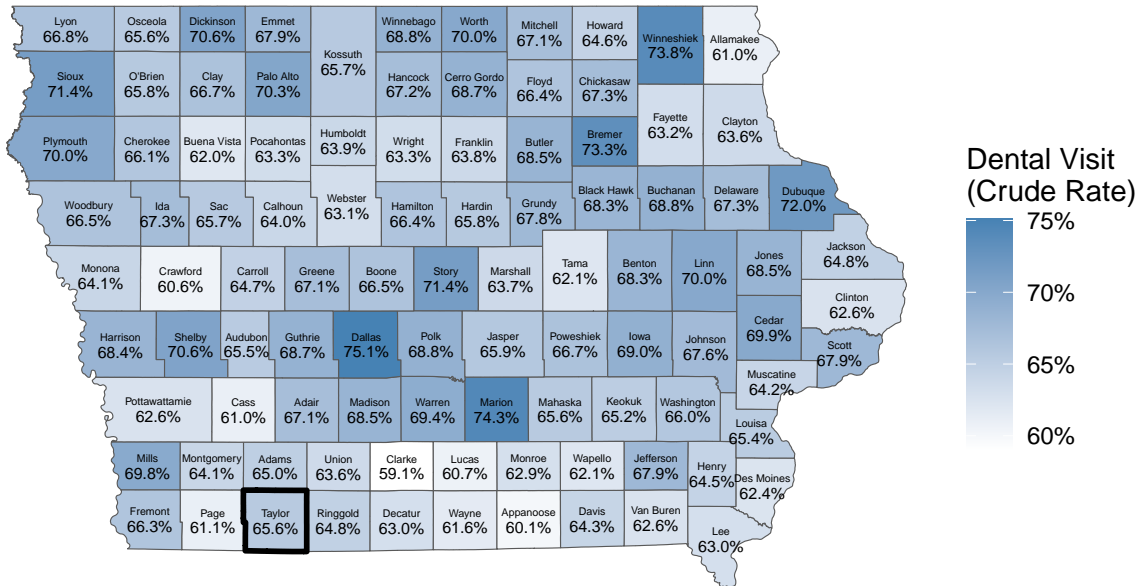 Lyon
66.8%
Osceola
65.6%
Dickinson
70.6%
Emmet
67.9%
Kossuth
65.7%
Winnebago
68.8%
Worth
70.0%
Mitchell
67.1%
Howard
64.6%
Winneshiek
73.8%
Allamakee
61.0%
Sioux
71.4%
O'Brien
65.8%
Clay
66.7%
Palo Alto
70.3%
Hancock
67.2%
Cerro Gordo
68.7%
Floyd
66.4%
Chickasaw
67.3%
Fayette
63.2%
Clayton
63.6%
Plymouth
70.0%
Cherokee
66.1%
Buena Vista
62.0%
Pocahontas
63.3%
Humboldt
63.9%
Wright
63.3%
Franklin
63.8%
Butler
68.5%
Bremer
73.3%
Woodbury
66.5%
Ida
67.3%
Sac
65.7%
Calhoun
64.0%
Webster
63.1%
Hamilton
66.4%
Hardin
65.8%
Grundy
67.8%
Black Hawk
68.3%
Buchanan
68.8%
Delaware
67.3%
Dubuque
72.0%
Monona
64.1%
Crawford
60.6%
Carroll
64.7%
Greene
67.1%
Boone
66.5%
Story
71.4%
Marshall
63.7%
Tama
62.1%
Benton
68.3%
Linn
70.0%
Jones
68.5%
Jackson
64.8%
Clinton
62.6%
Harrison
68.4%
Shelby
70.6%
Audubon
65.5%
Guthrie
68.7%
Dallas
75.1%
Polk
68.8%
Jasper
65.9%
Poweshiek
66.7%
Iowa
69.0%
Johnson
67.6%
Cedar
69.9%
Scott
67.9%
Muscatine
64.2%
Pottawattamie
62.6%
Cass
61.0%
Adair
67.1%
Madison
68.5%
Warren
69.4%
Marion
74.3%
Mahaska
65.6%
Keokuk
65.2%
Washington
66.0%
Louisa
65.4%
Mills
69.8%
Montgomery
64.1%
Adams
65.0%
Union
63.6%
Clarke
59.1%
Lucas
60.7%
Monroe
62.9%
Wapello
62.1%
Jefferson
67.9%
Henry
64.5%
Des Moines
62.4%
Fremont
66.3%
Page
61.1%
Taylor
65.6%
Ringgold
64.8%
Decatur
63.0%
Wayne
61.6%
Appanoose
60.1%
Davis
64.3%
Van Buren
62.6%
Lee
63.0%
Dental Visit
(Crude Rate)
75%
70%
65%
60%